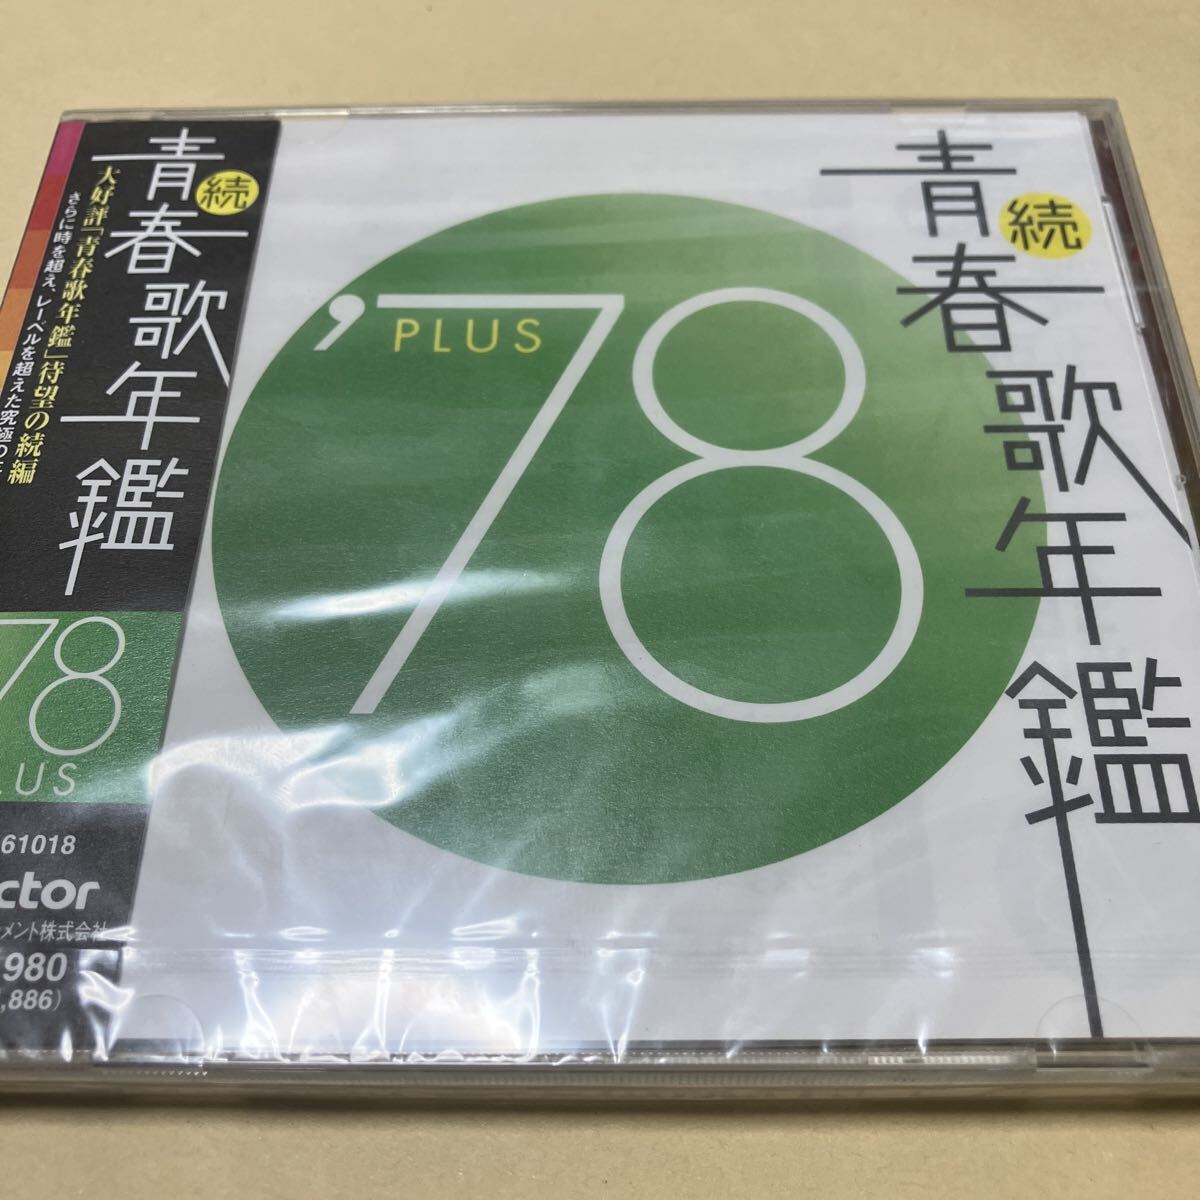 続
青春歌年鑑
大好評「青春歌年鑑」待望の続編
さらに時を超え、レーベルを超えた究極の
78
LUS
61018
ctor
メント株式会社
980
,886)
'78
PLUS
続
青春歌年鑑